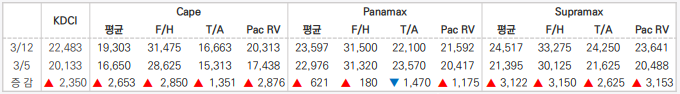 KDCI Cape Panamax Supramax
평균 F/H T/A Pac RV 평균 F/H T/A Pac RV 평균 F/H T/A Pac RV
3/12 22,483 19,303 31,475 16,663 20,313 23,597 31,500 22,100 21,592 24,517 33,275 24,250 23,641
3/5 20,133 16,650 28,625 15,313 17,438 22,976 31,320 23,570 20,417 21,395 30,125 21,625 20,488
증 감 ▲ 2,350 ▲ 2,653 ▲ 2,850 ▲ 1,351 ▲ 2,876 ▲ 621 ▲ 180 ▼ 1,470 ▲ 1,175 ▲ 3,122 ▲ 3,150 ▲ 2,625 ▲ 3,153